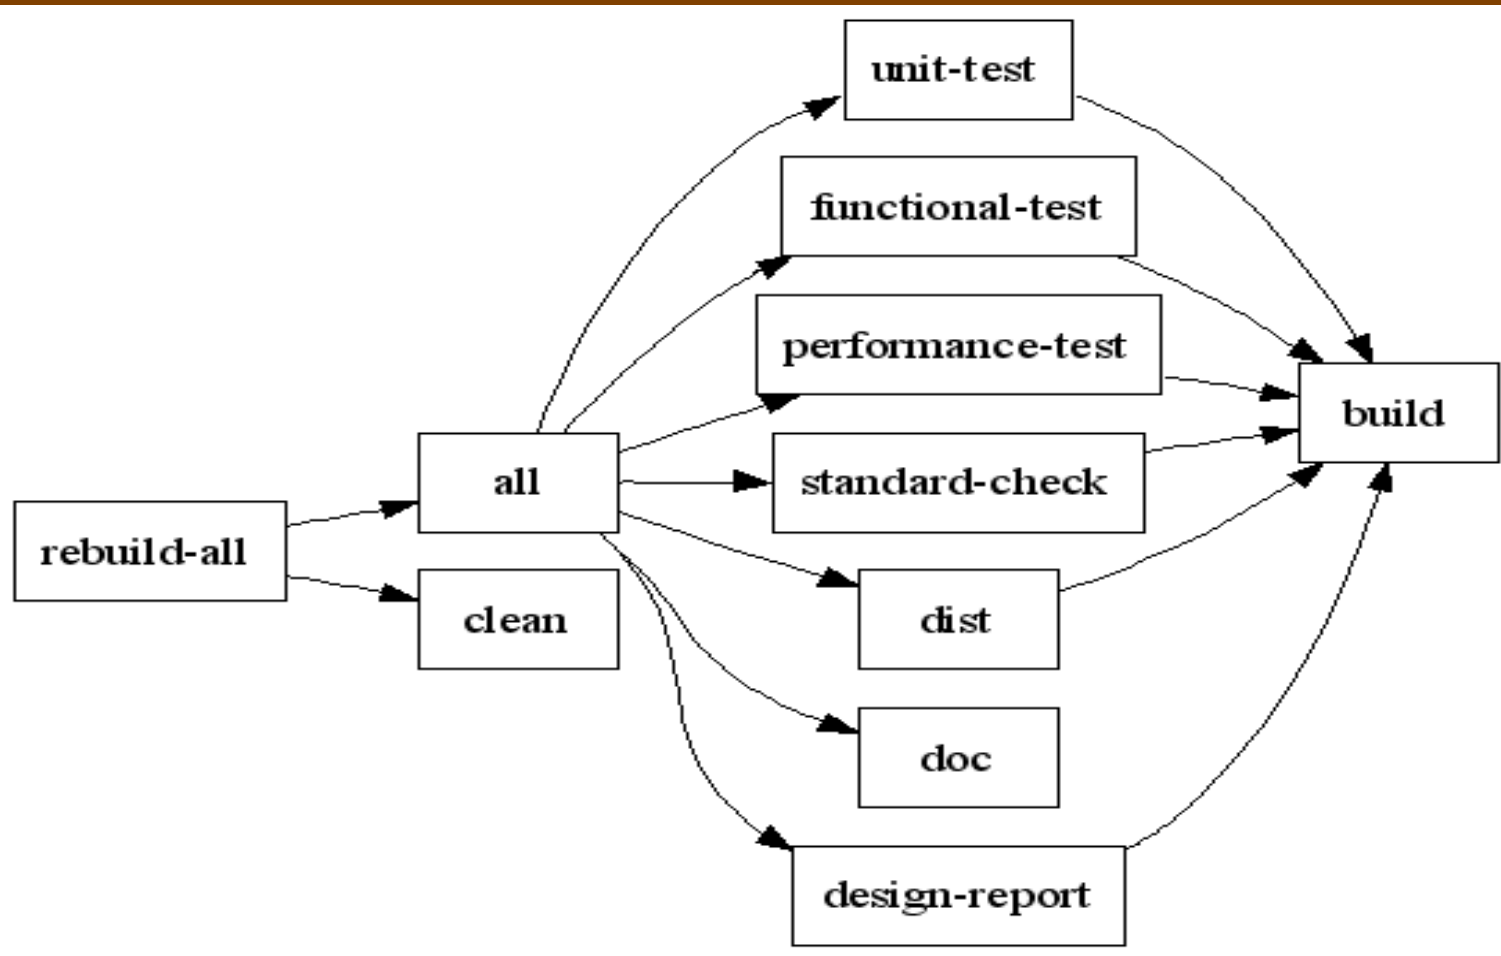 unit-test
functional-test
performance-test
build
all
standard-check
rebuild-all
clean
dist
doc
design-report